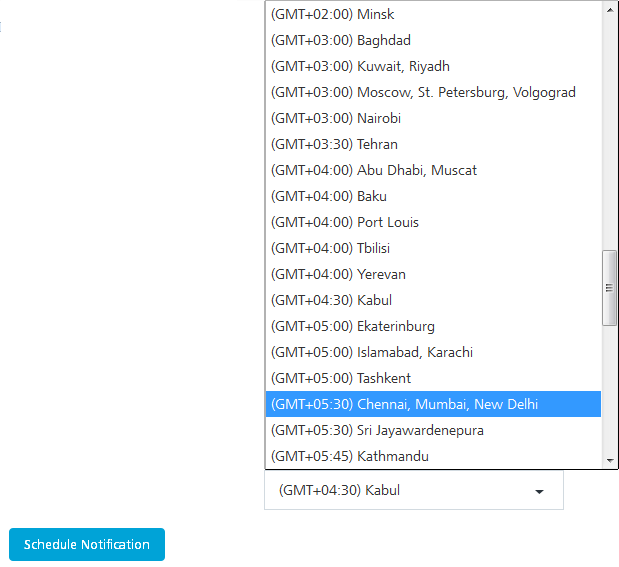 (GMT+02:00) Minsk
(GMT+03:00) Baghdad
(GMT+03:00) Kuwait, Riyadh
(GMT+03:00) Moscow, St. Petersburg, Volgograd
(GMT+03:00) Nairobi
(GMT+03:30) Tehran
(GMT+04:00) Abu Dhabi, Muscat
(GMT+04:00) Baku
(GMT+04:00) Port Louis
(GMT+04:00) Tbilisi
(GMT+04:00) Yerevan
(GMT+04:30) Kabul
(GMT+05:00) Ekaterinburg
(GMT+05:00) Islamabad, Karachi
(GMT+05:00) Tashkent
(GMT+05:30) Chennai, Mumbai, New Delhi
(GMT+05:30) Sri Jayawardenepura
(GMT+05:45) Kathmandu
(GMT+04:30) Kabul
Schedule Notification